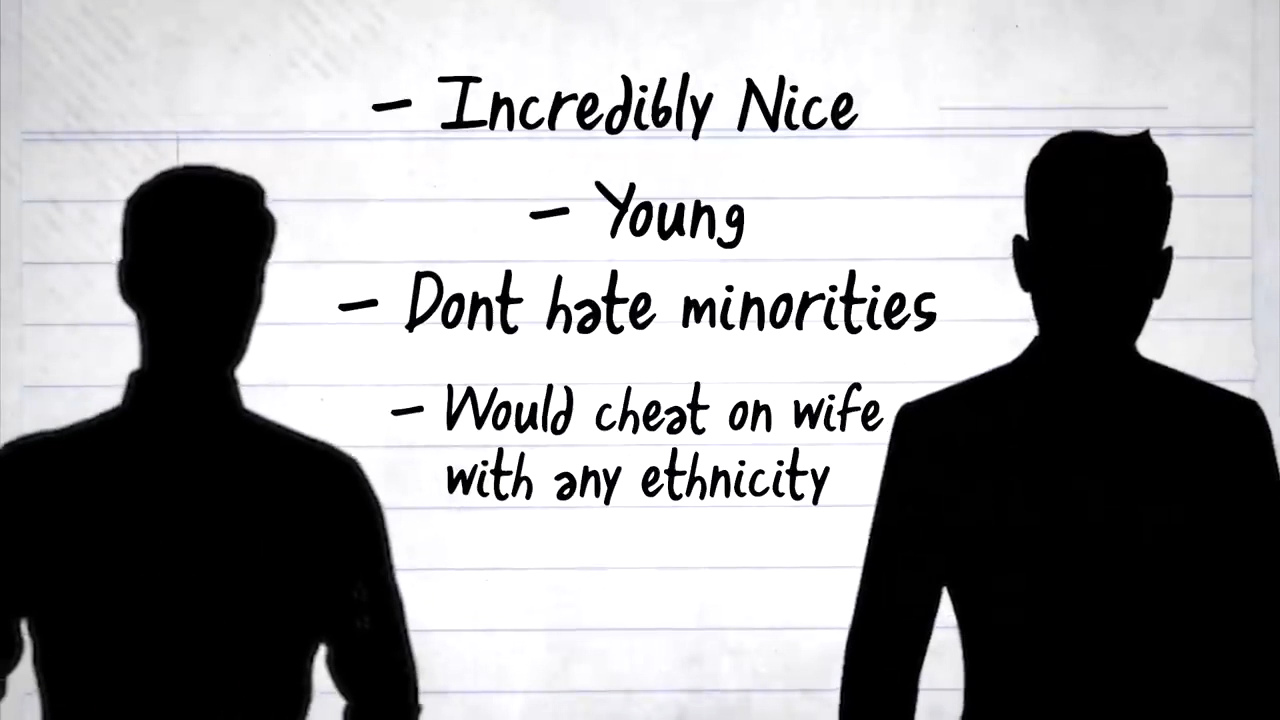 - Incredibly Nice
- Young
- Dont hate minorities
- Would cheat on wife
with any ethnicity